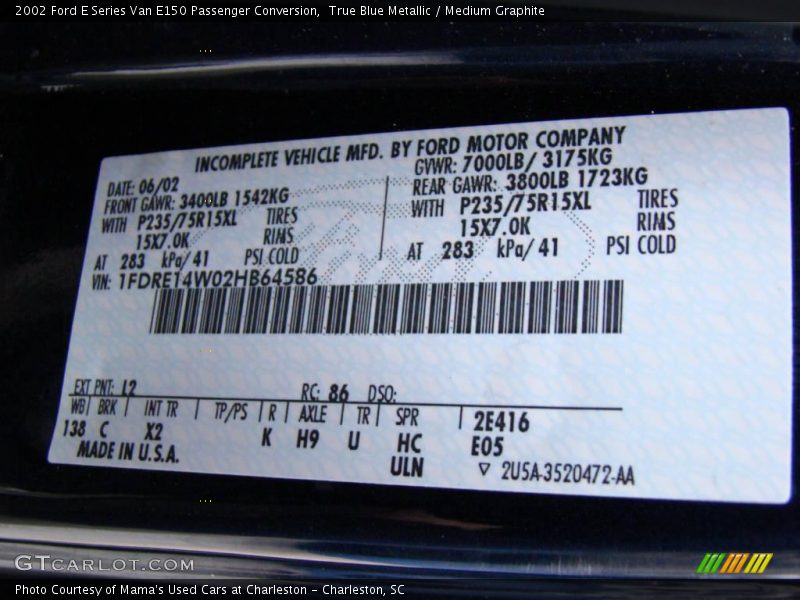 2002 Ford E Series Van E150 Passenger Conversion,  True Blue Metallic / Medium Graphite
INCOMPLETE VEHICLE MFD. BY FORD MOTOR COMPANY
DATE: 06/02
GVWR: 7000LB / 3175KG
FRONT GAWR: 3400LB 1542KG
REAR GAWR: 3800LB 1723KG
WITH P235/75R15XL TIRES
WITH P235/75R15XL TIRES
15X7.0K RIMS
15X7.0K RIMS
AT 283 kPa/ 41 PSI COLD
AT 283 kPa/ 41 PSI COLD
VIN: 1FDRE14W02HB64586
EXT PNT: L2 RC: 86 DSO:
WB BRK INT TR TP/PS R AXLE TR SPR 2E416
138 C X2 K H9 U HC E05
MADE IN U.S.A. ULN ▽ 2U5A-3520472-AA
GTCARLOT.COM
Photo Courtesy of Mama's Used Cars at Charleston – Charleston, SC